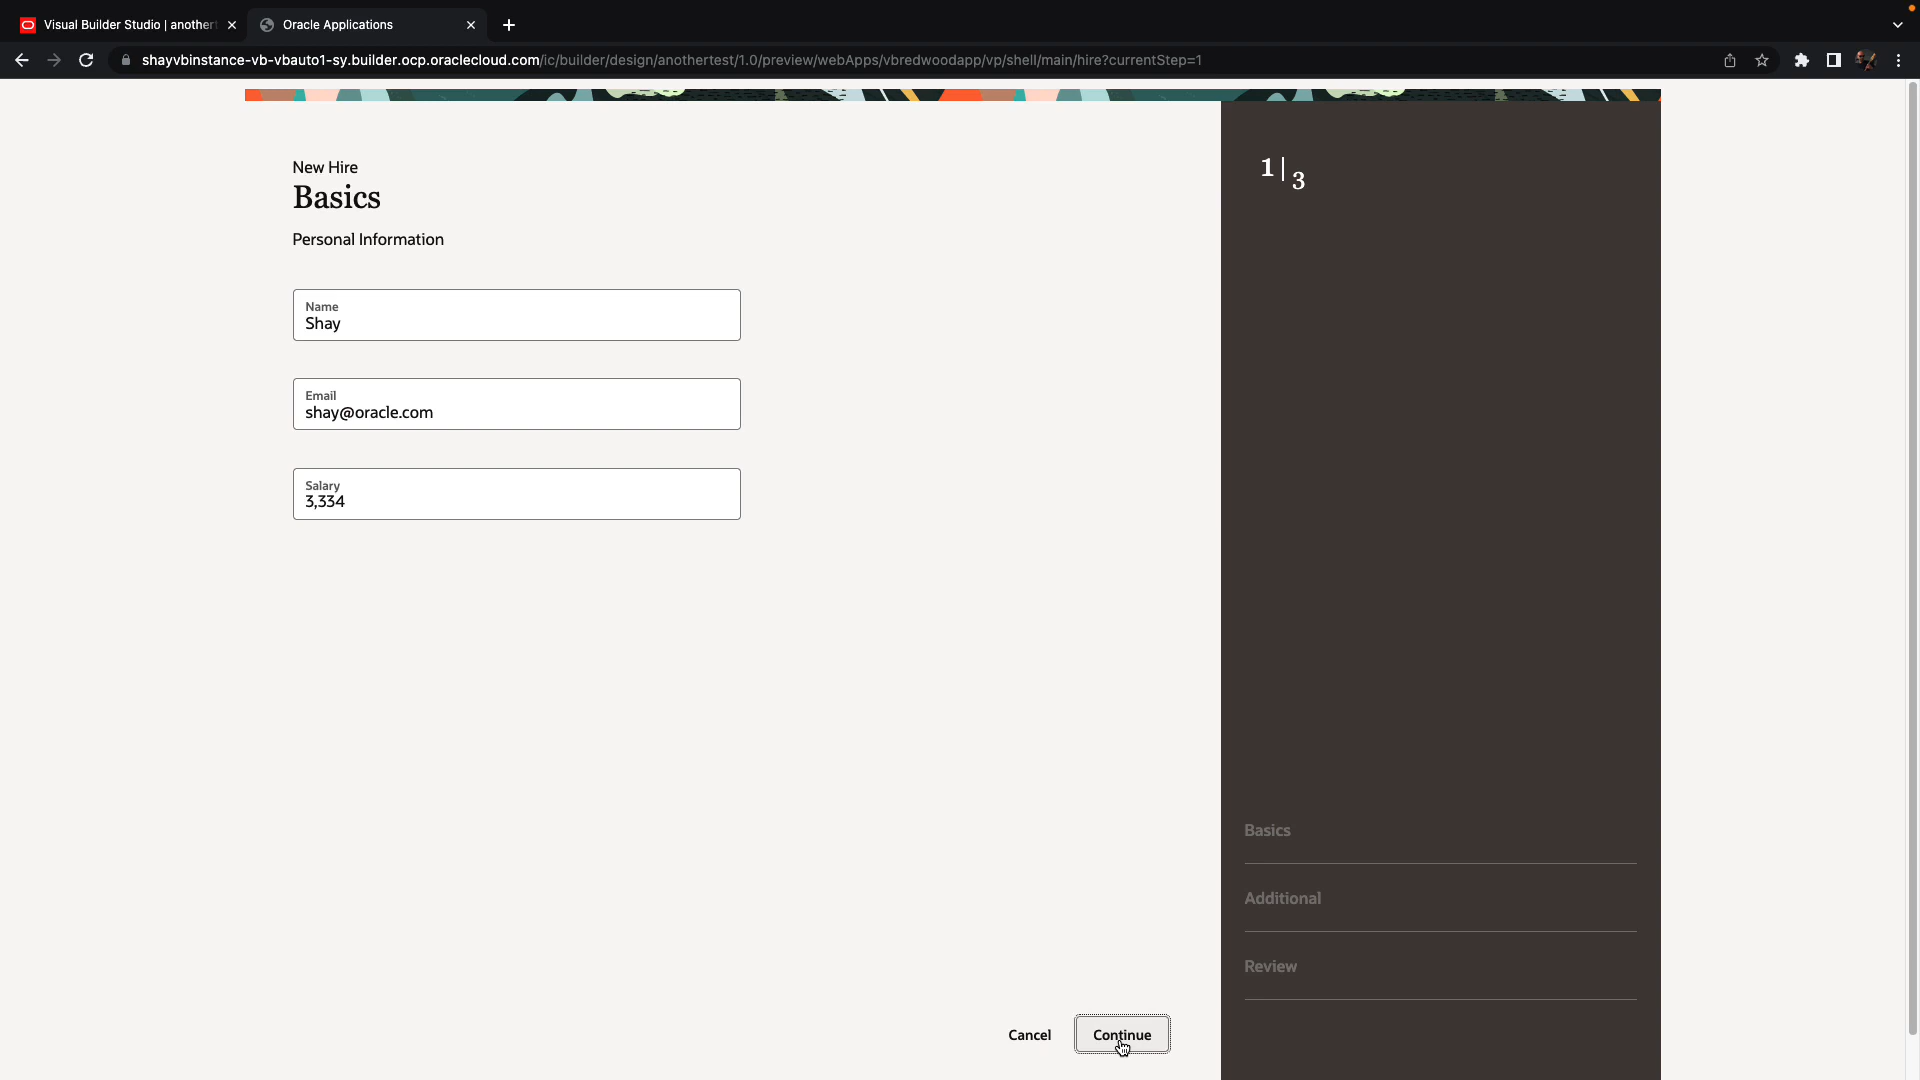 Visual Builder Studio | anothert
Oracle Applications
shayvbinstance-vb-vbauto1-sy.builder.ocp.oraclecloud.com/ic/builder/design/anothertest/1.0/preview/webApps/vbredwoodapp/vp/shell/main/hire?currentStep=1
New Hire
Basics
Personal Information
Name
Shay
Email
shay@oracle.com
Salary
3,334
Cancel
Continue
1 | 3
Basics
Additional
Review